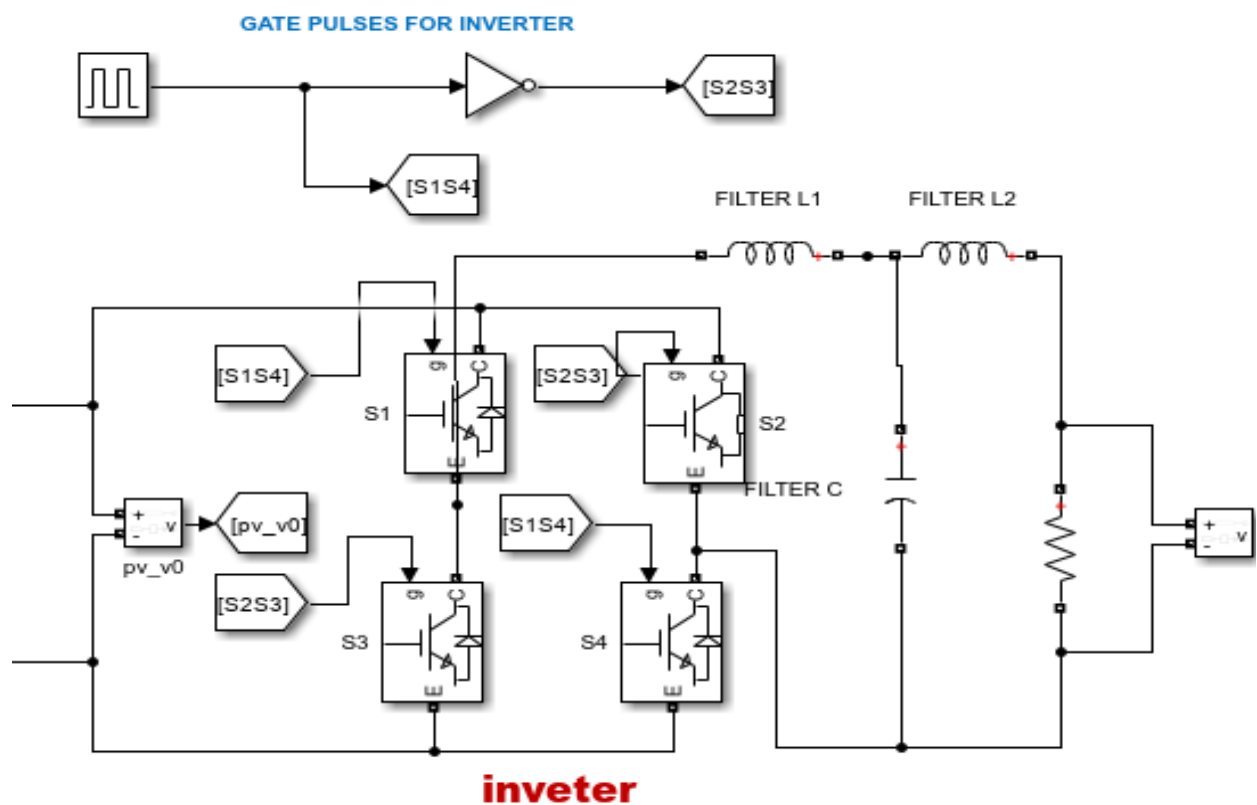 GATE PULSES FOR INVERTER
[S2S3]
[S1S4]
FILTER L1
FILTER L2
[S1S4]
g
C
[S2S3]
g
C
S1
S2
E
E
FILTER C
[S1S4]
+
-
v
[pv_v0]
+
-
v
pv_v0
[S2S3]
g
C
g
C
S3
S4
E
E
inveter